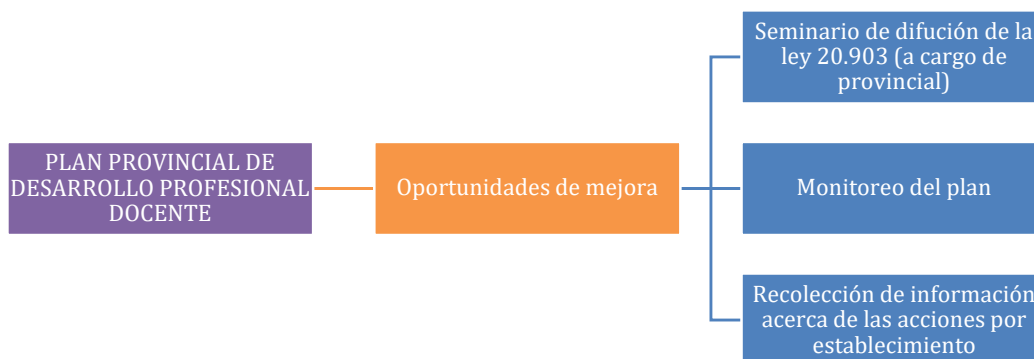 PLAN PROVINCIAL DE
DESARROLLO PROFESIONAL
DOCENTE
Oportunidades de mejora
Seminario de difución de la
ley 20.903 (a cargo de
provincial)
Monitoreo del plan
Recolección de información
acerca de las acciones por
establecimiento